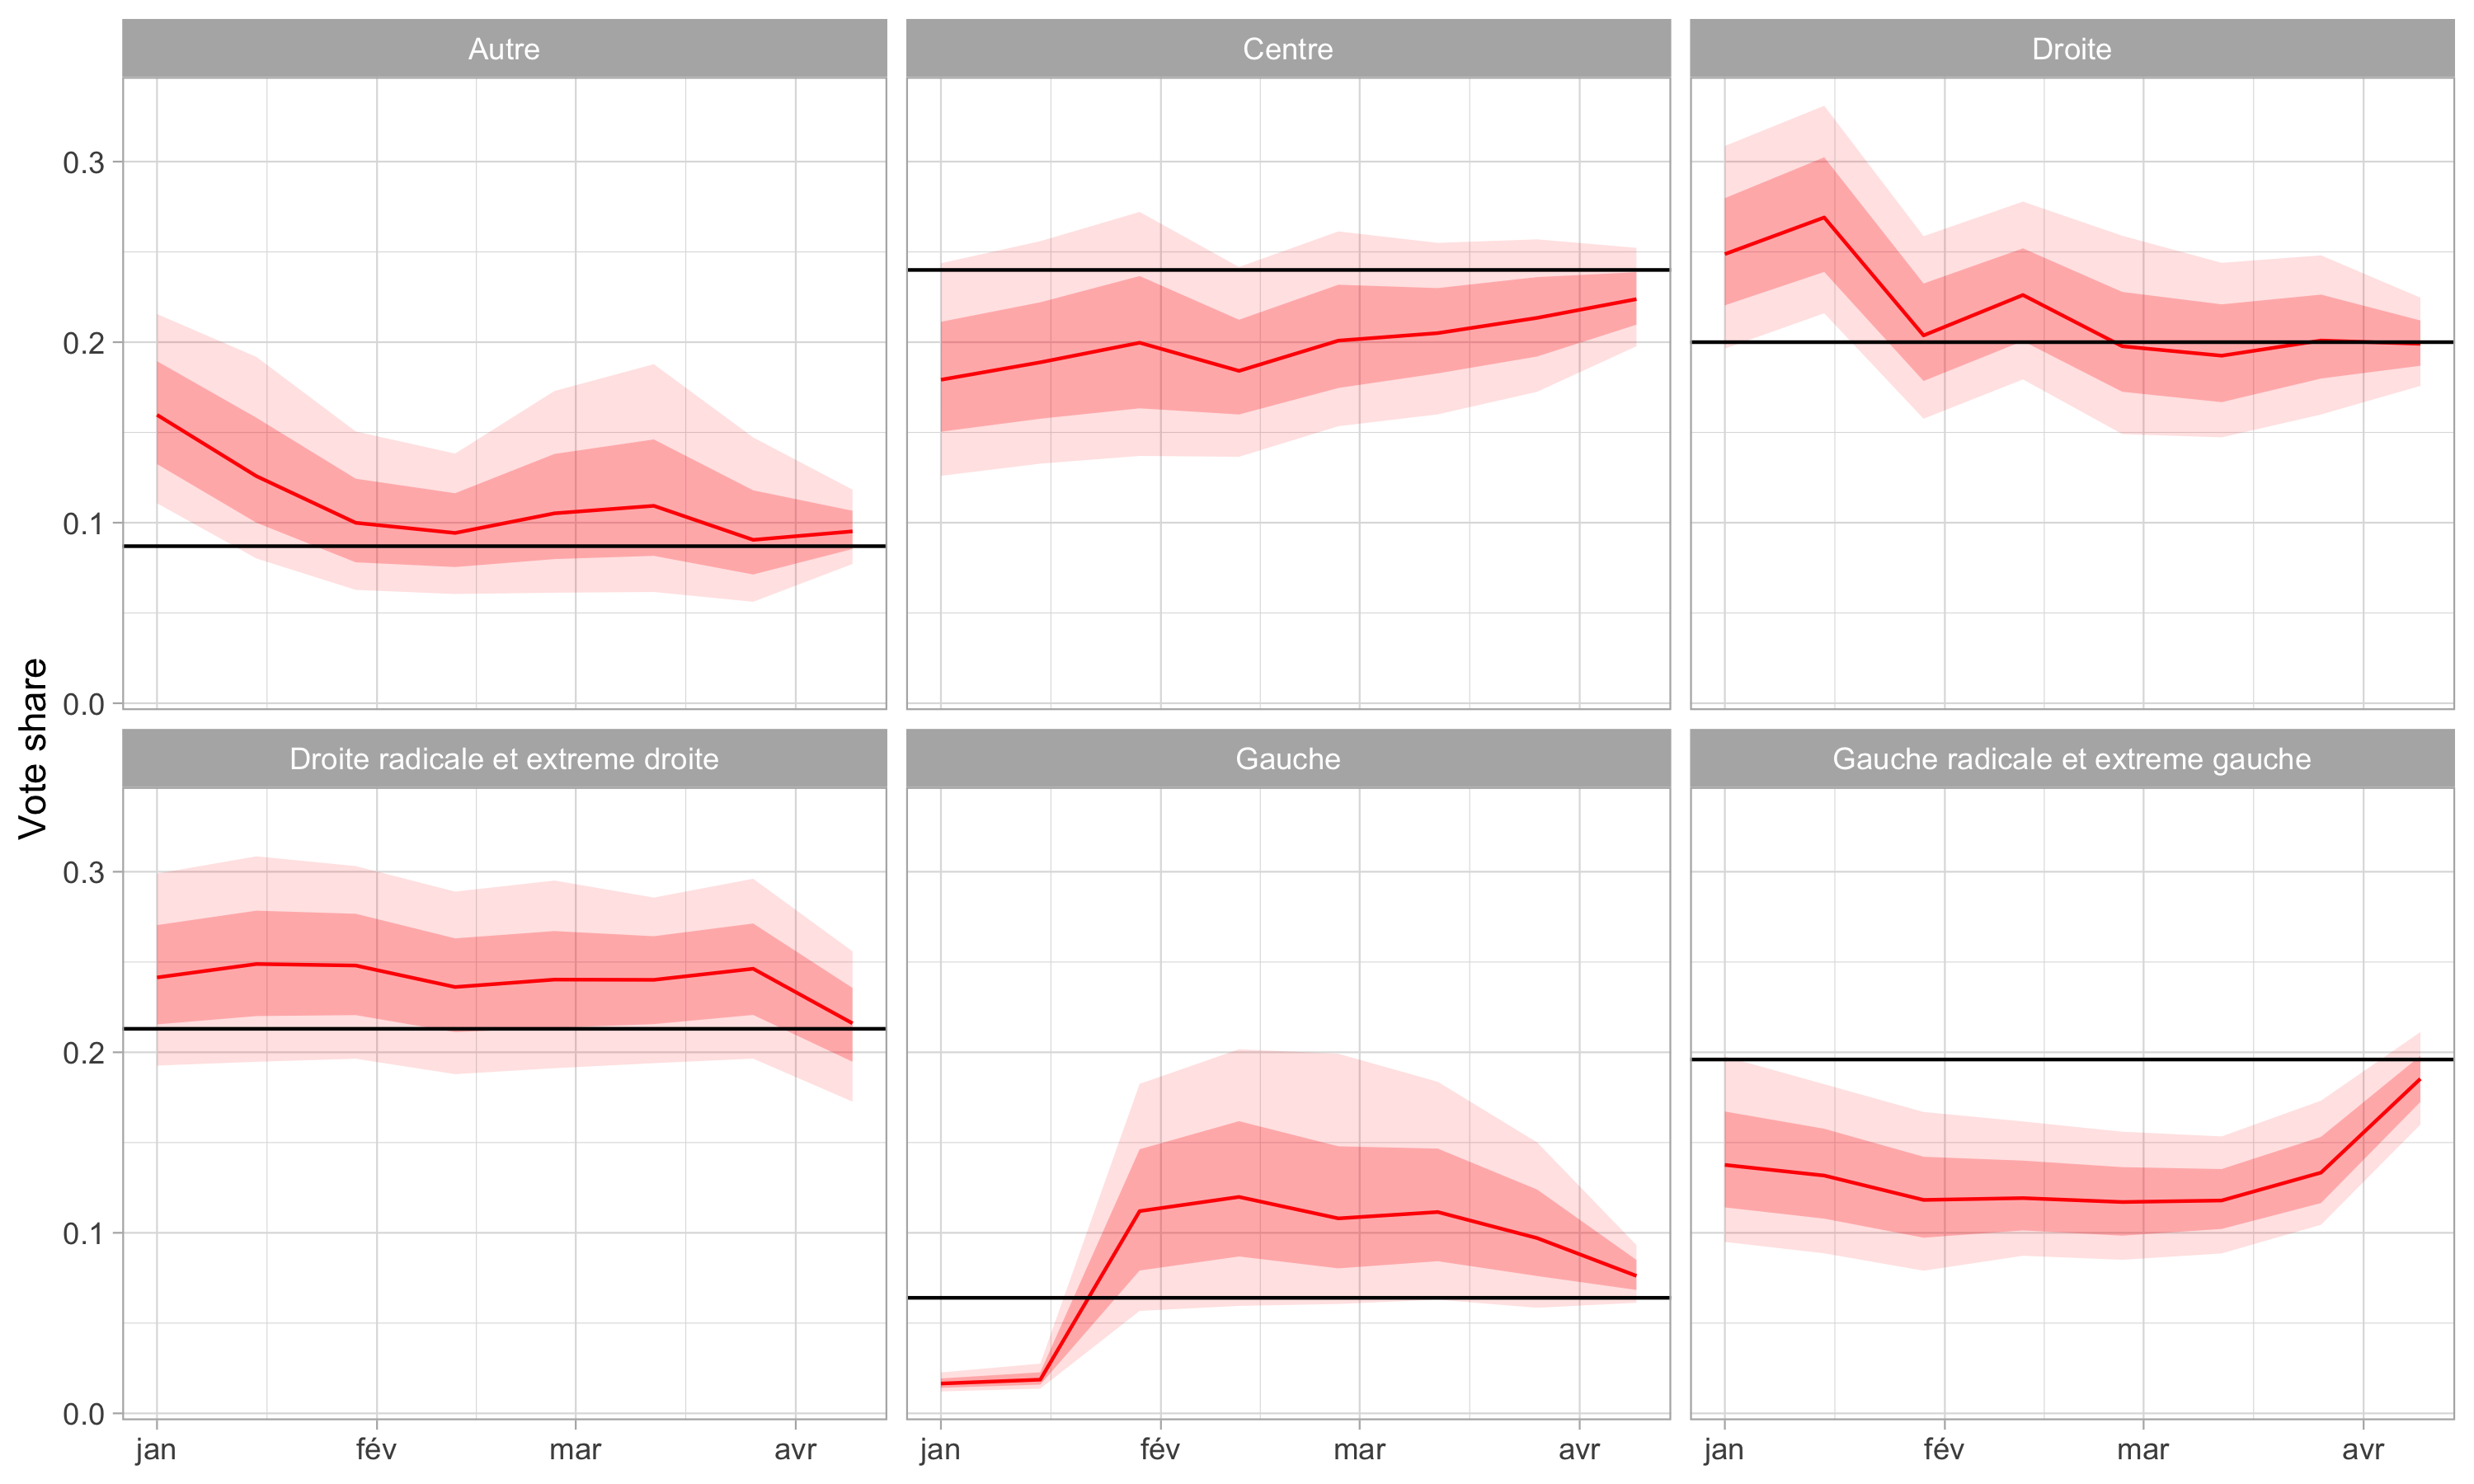 Autre
Centre
Droite
0.3
0.2
0.1
0.0
Vote share
Droite radicale et extreme droite
Gauche
Gauche radicale et extreme gauche
0.3
0.2
0.1
0.0
jan fév mar avr
jan fév mar avr
jan fév mar avr